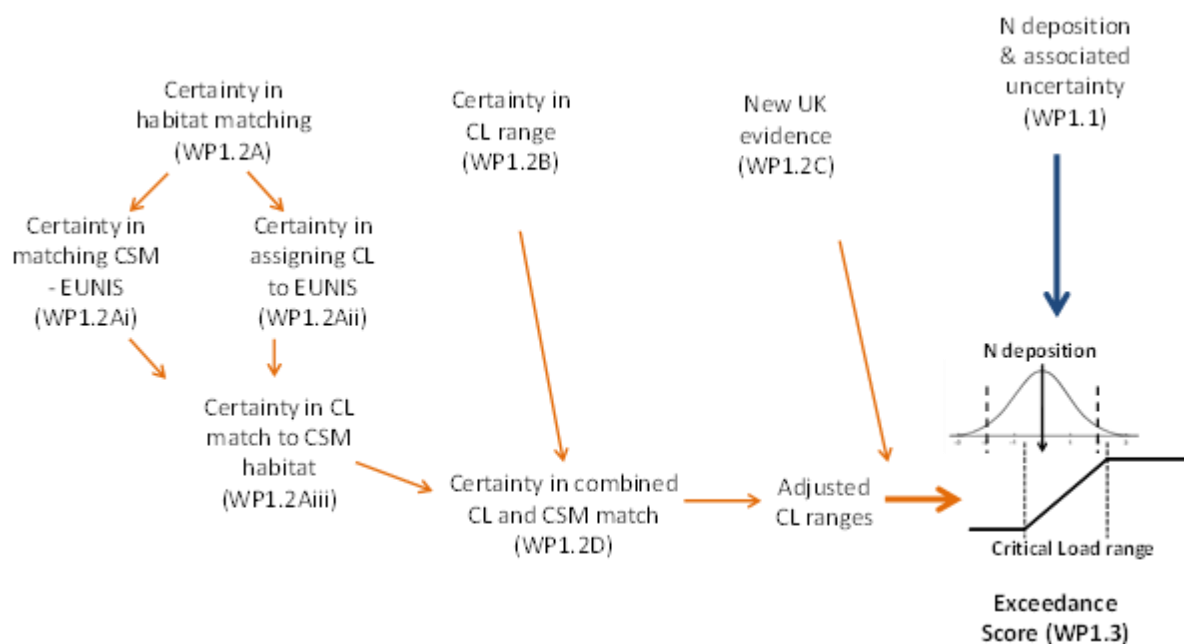 Certainty in
habitat matching
(WP1.2A)
Certainty in
CL range
(WP1.2B)
New UK
evidence
(WP1.2C)
N deposition
& associated
uncertainty
(WP1.1)
Certainty in
matching CSM
- EUNIS
(WP1.2Ai)
Certainty in
assigning CL
to EUNIS
(WP1.2Aii)
Certainty in CL
match to CSM
habitat
(WP1.2Aiii)
Certainty in combined
CL and CSM match
(WP1.2D)
Adjusted
CL ranges
N deposition
Critical Load range
Exceedance
Score (WP1.3)